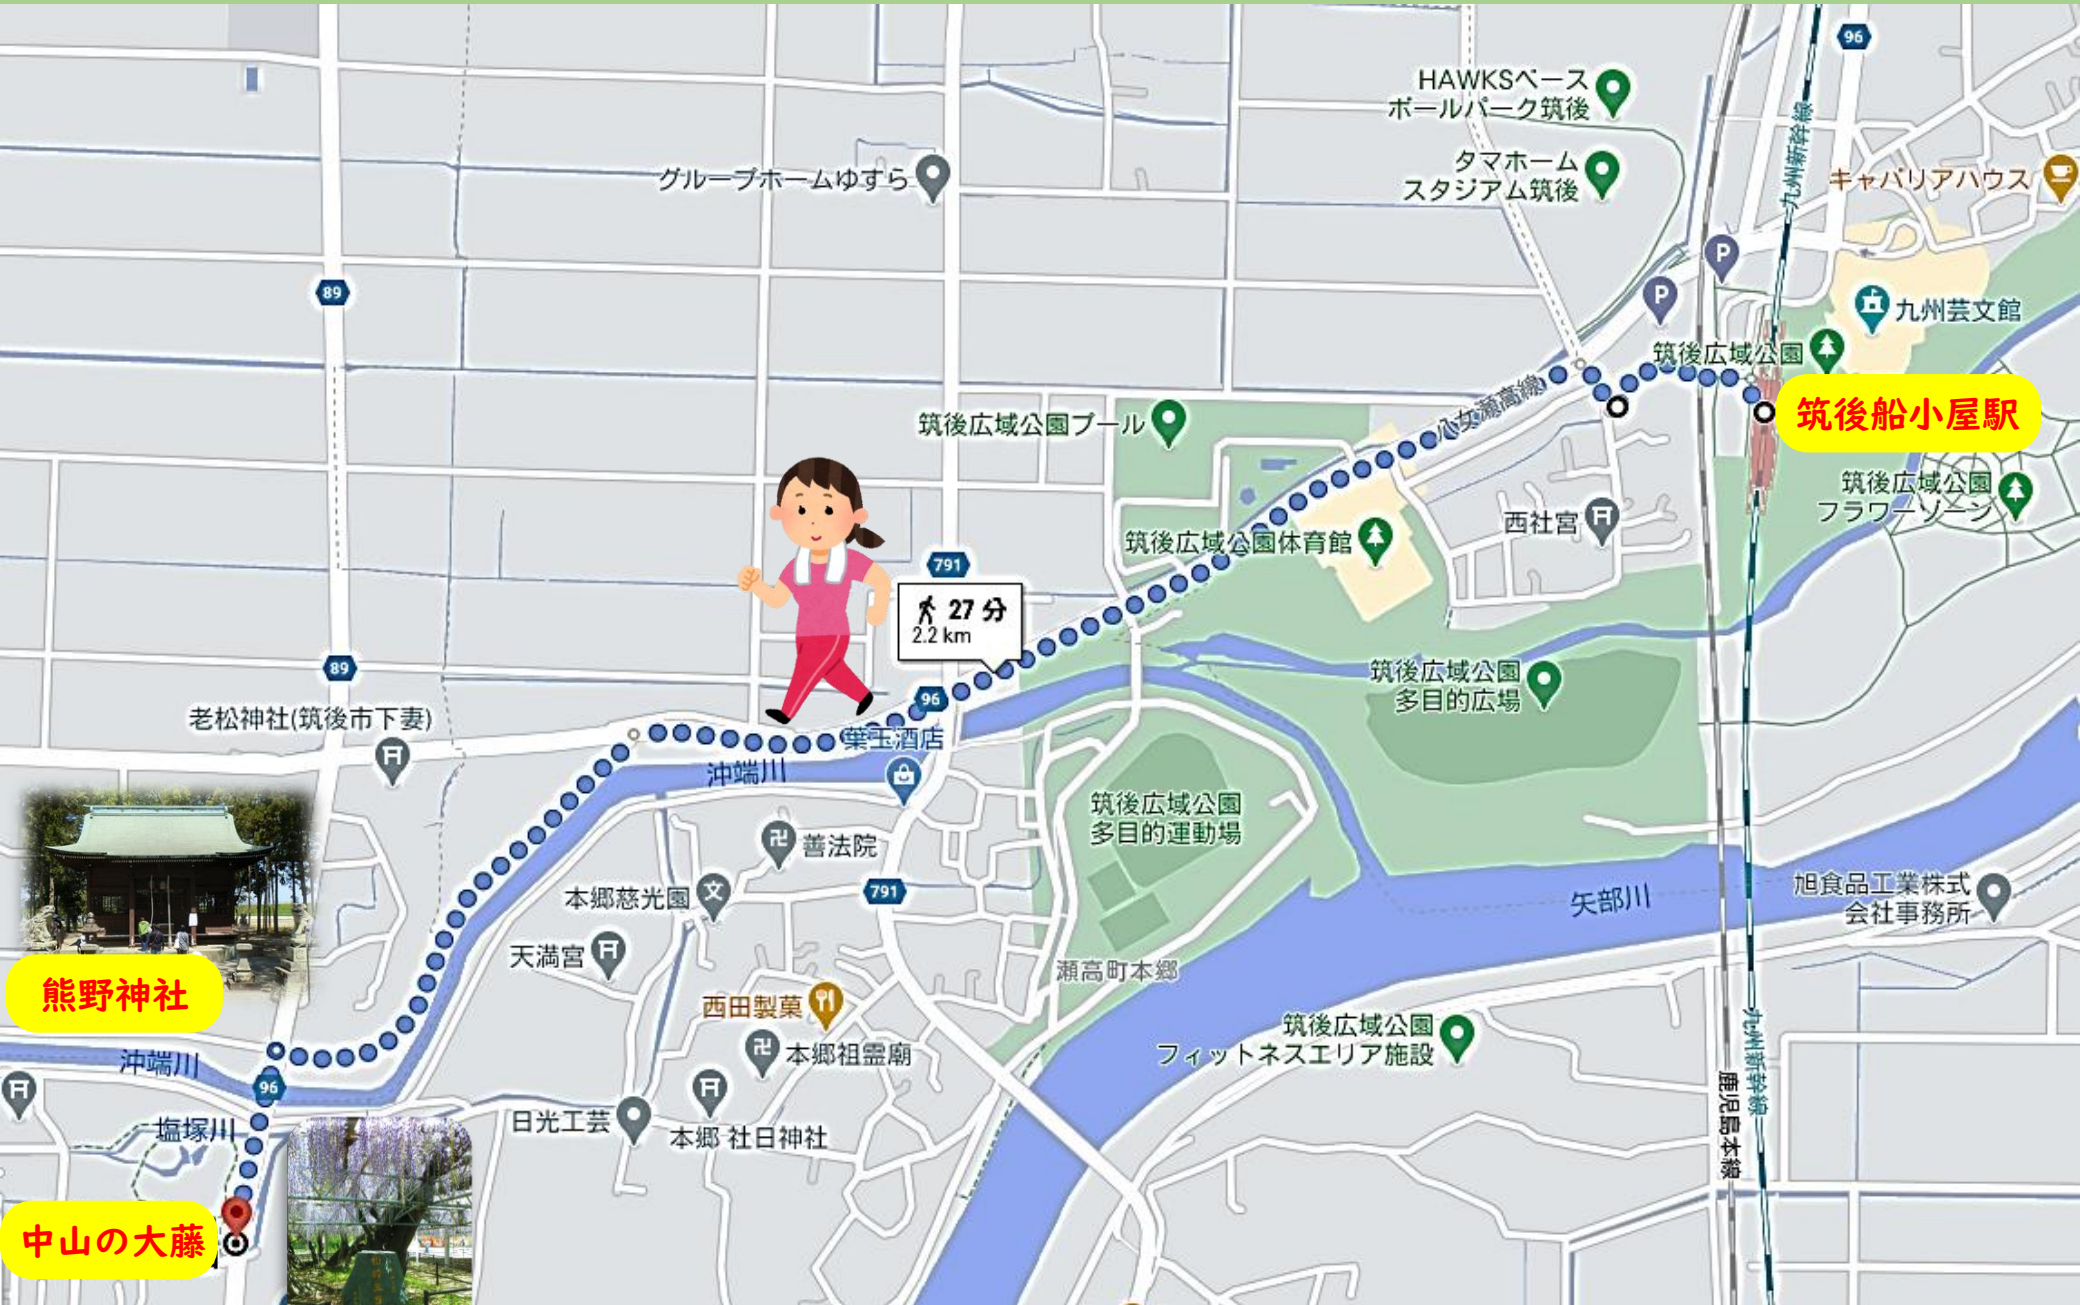 96
HAWKSベース
ボールパーク筑後
九州新幹線
タマホーム
スタジアム筑後
グループホームゆずら
キャバリアハウス
P
89
P
九州芸文館
筑後広域公園
八女瀬高線
筑後船小屋駅
筑後広域公園プール
筑後広域公園
フラワーゾーン
西社宮
筑後広域公園体育館
791
27 分
2.2 km
89
筑後広域公園
多目的広場
96
老松神社(筑後市下妻)
葉玉酒店
沖端川
筑後広域公園
多目的運動場
善法院
791
本郷慈光園
文
旭食品工業株式
会社事務所
矢部川
天満宮
瀬高町本郷
熊野神社
西田製菓
筑後広域公園
フィットネスエリア施設
本郷祖霊廟
九州新幹線
沖端川
96
鹿児島本線
日光工芸
塩塚川
本郷 社日神社
中山の大藤